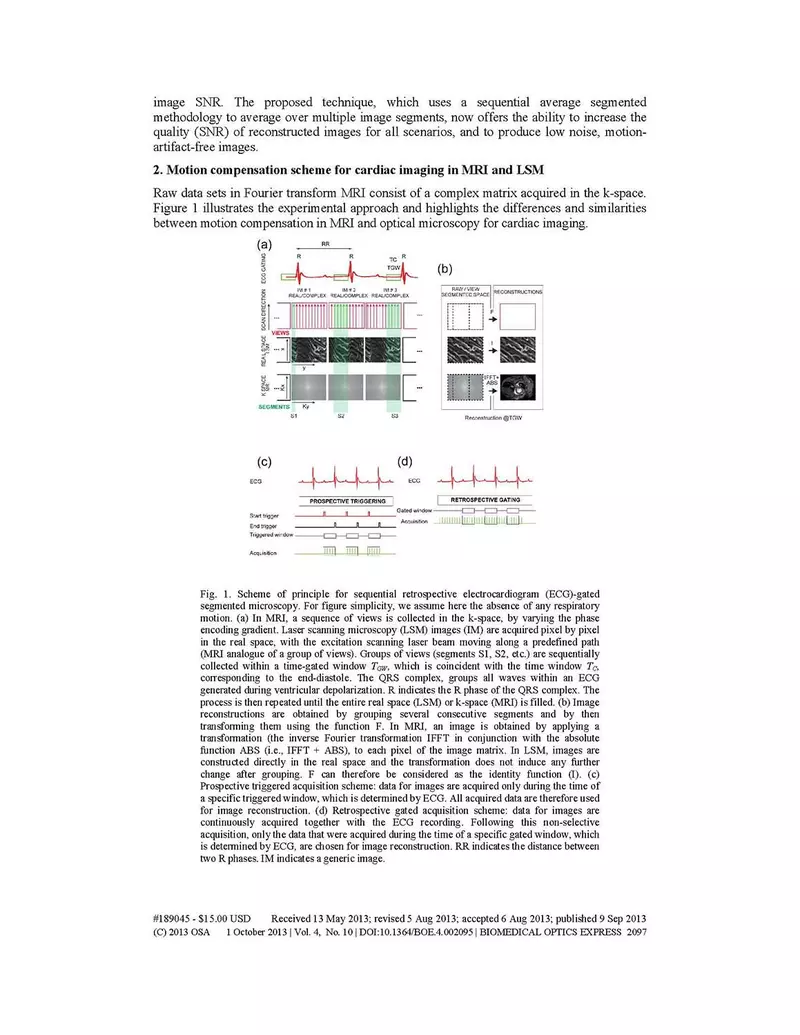 image SNR. The proposed technique, which uses a sequential average segmented
methodology to average over multiple image segments, now offers the ability to increase the
quality (SNR) of reconstructed images for all scenarios, and to produce low noise, motion-
artifact-free images.
2. Motion compensation scheme for cardiac imaging in MRI and LSM
Raw data sets in Fourier transform MRI consist of a complex matrix acquired in the k-space.
Figure 1 illustrates the experimental approach and highlights the differences and similarities
between motion compensation in MRI and optical microscopy for cardiac imaging.
(a)
RR
R R TC R
TGW
ECG GATING
IM # 1 IM # 2 IM # 3
REAL/COMPLEX REAL/COMPLEX REAL/COMPLEX
SCAN DIRECTION
... ...
VIEWS
REAL SPACE
LSM
... x ...
y
K SPACE
MRI
... Kx ...
SEGMENTS Ky
S1 S2 S3
(b)
RAW / VIEW
SEGMENTED SPACE RECONSTRUCTIONS
F
I
IFFT+
ABS
Reconstruction @TGW
(c)
ECG
PROSPECTIVE TRIGGERING
Start trigger
End trigger
Triggered window
Acquisition
(d)
ECG
RETROSPECTIVE GATING
Gated window
Acquisition
Fig. 1. Scheme of principle for sequential retrospective electrocardiogram (ECG)-gated
segmented microscopy. For figure simplicity, we assume here the absence of any respiratory
motion. (a) In MRI, a sequence of views is collected in the k-space, by varying the phase
encoding gradient. Laser scanning microscopy (LSM) images (IM) are acquired pixel by pixel
in the real space, with the excitation scanning laser beam moving along a predefined path
(MRI analogue of a group of views). Groups of views (segments S1, S2, etc.) are sequentially
collected within a time-gated window TGW, which is coincident with the time window TC,
corresponding to the end-diastole. The QRS complex, groups all waves within an ECG
generated during ventricular depolarization. R indicates the R phase of the QRS complex. The
process is then repeated until the entire real space (LSM) or k-space (MRI) is filled. (b) Image
reconstructions are obtained by grouping several consecutive segments and by then
transforming them using the function F. In MRI, an image is obtained by applying a
transformation (the inverse Fourier transformation IFFT in conjunction with the absolute
function ABS (i.e., IFFT + ABS), to each pixel of the image matrix. In LSM, images are
constructed directly in the real space and the transformation does not induce any further
change after grouping. F can therefore be considered as the identity function (I). (c)
Prospective triggered acquisition scheme: data for images are acquired only during the time of
a specific triggered window, which is determined by ECG. All acquired data are therefore used
for image reconstruction. (d) Retrospective gated acquisition scheme: data for images are
continuously acquired together with the ECG recording. Following this non-selective
acquisition, only the data that were acquired during the time of a specific gated window, which
is determined by ECG, are chosen for image reconstruction. RR indicates the distance between
two R phases. IM indicates a generic image.
#189045 - $15.00 USD Received 13 May 2013; revised 5 Aug 2013; accepted 6 Aug 2013; published 9 Sep 2013
(C) 2013 OSA 1 October 2013 | Vol. 4, No. 10 | DOI:10.1364/BOE.4.002095 | BIOMEDICAL OPTICS EXPRESS 2097